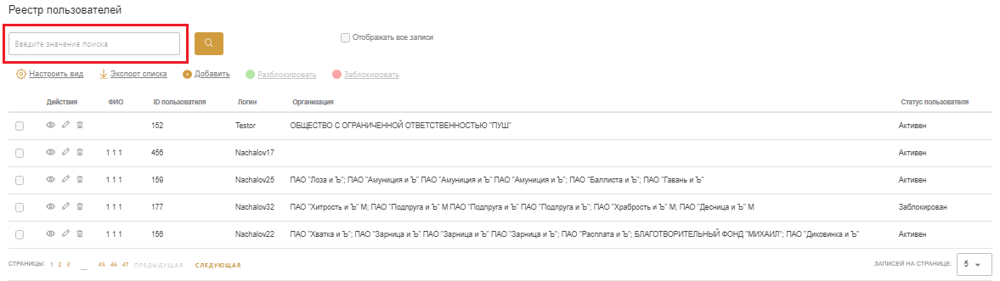 Реестр пользователей
Введите значение поиска
Отображать все записи
Настроить вид Экспорт списка Добавить Разблокировать Заблокировать
Действия ФИО ID пользователя Логин Организация Статус пользователя
152 Testor ОБЩЕСТВО С ОГРАНИЧЕННОЙ ОТВЕТСТВЕННОСТЬЮ "ПУШ" Активен
1 1 1 456 Nachalov17 Активен
1 1 1 159 Nachalov25 ПАО "Лоза и Ъ"; ПАО "Амуниция и Ъ" ПАО "Амуниция и Ъ" ПАО "Амуниция и Ъ"; ПАО "Баллиста и Ъ"; ПАО "Гавань и Ъ" Активен
1 1 1 177 Nachalov32 ПАО "Хитрость и Ъ" М; ПАО "Подпруга и Ъ" М ПАО "Подпруга и Ъ" ПАО "Подпруга и Ъ"; ПАО "Храбрость и Ъ" М; ПАО "Десница и Ъ" М Заблокирован
1 1 1 156 Nachalov22 ПАО "Хватка и Ъ"; ПАО "Зарница и Ъ" ПАО "Зарница и Ъ" ПАО "Зарница и Ъ"; ПАО "Расплата и Ъ"; БЛАГОТВОРИТЕЛЬНЫЙ ФОНД "МИХАИЛ"; ПАО "Диковинка и Ъ" Активен
СТРАНИЦЫ: 1 2 3 ... 45 46 47 ПРЕДЫДУЩАЯ СЛЕДУЮЩАЯ ЗАПИСЕЙ НА СТРАНИЦЕ: 5